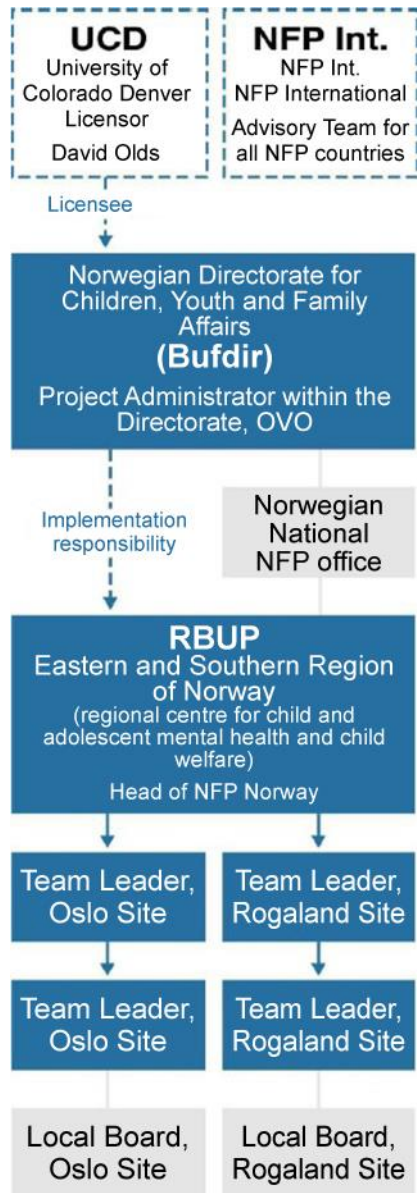 UCD
University of
Colorado Denver
Licensor
David Olds
NFP Int.
NFP Int.
NFP International
Advisory Team for
all NFP countries
Licensee
Norwegian Directorate for
Children, Youth and Family
Affairs
(Bufdir)
Project Administrator within the
Directorate, OVO
Implementation
responsibility
Norwegian
National
NFP office
RBUP
Eastern and Southern Region
of Norway
(regional centre for child and
adolescent mental health and child
welfare)
Head of NFP Norway
Team Leader,
Oslo Site
Team Leader,
Rogaland Site
Team Leader,
Oslo Site
Team Leader,
Rogaland Site
Local Board,
Oslo Site
Local Board,
Rogaland Site